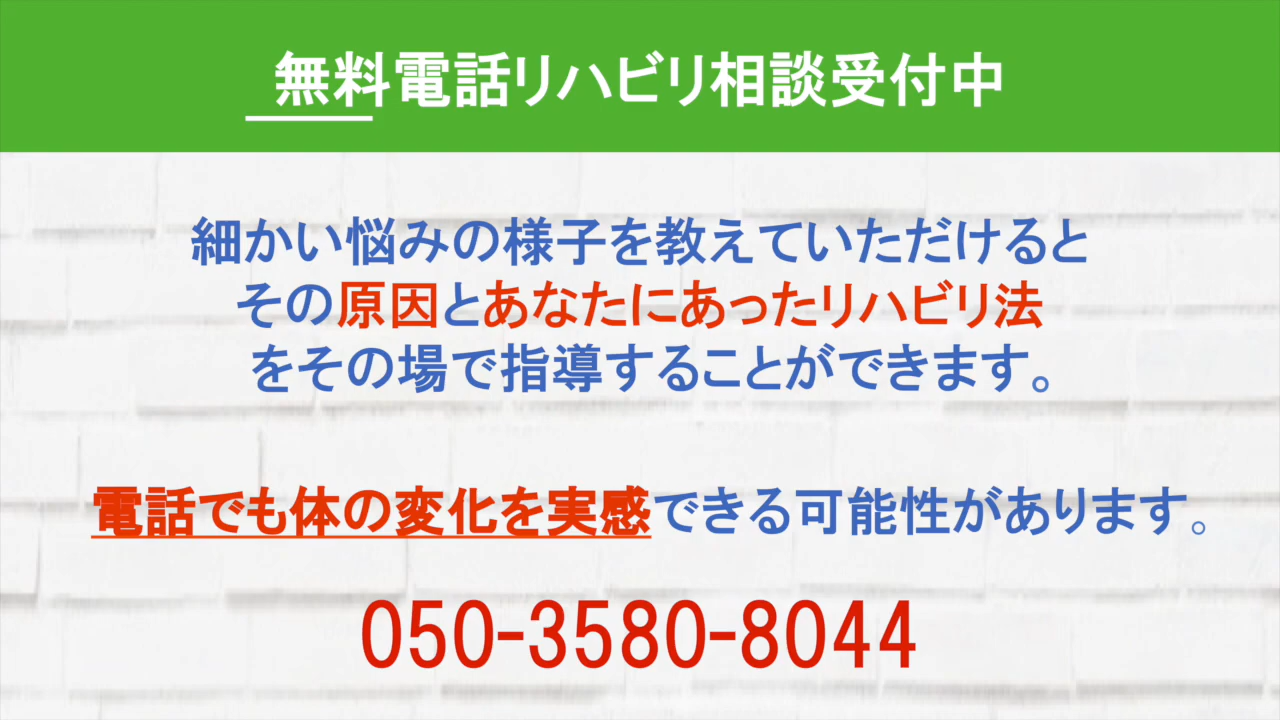 無料電話リハビリ相談受付中
細かい悩みの様子を教えていただけると
その原因とあなたにあったリハビリ法
をその場で指導することができます。
電話でも体の変化を実感できる可能性があります。
050-3580-8044